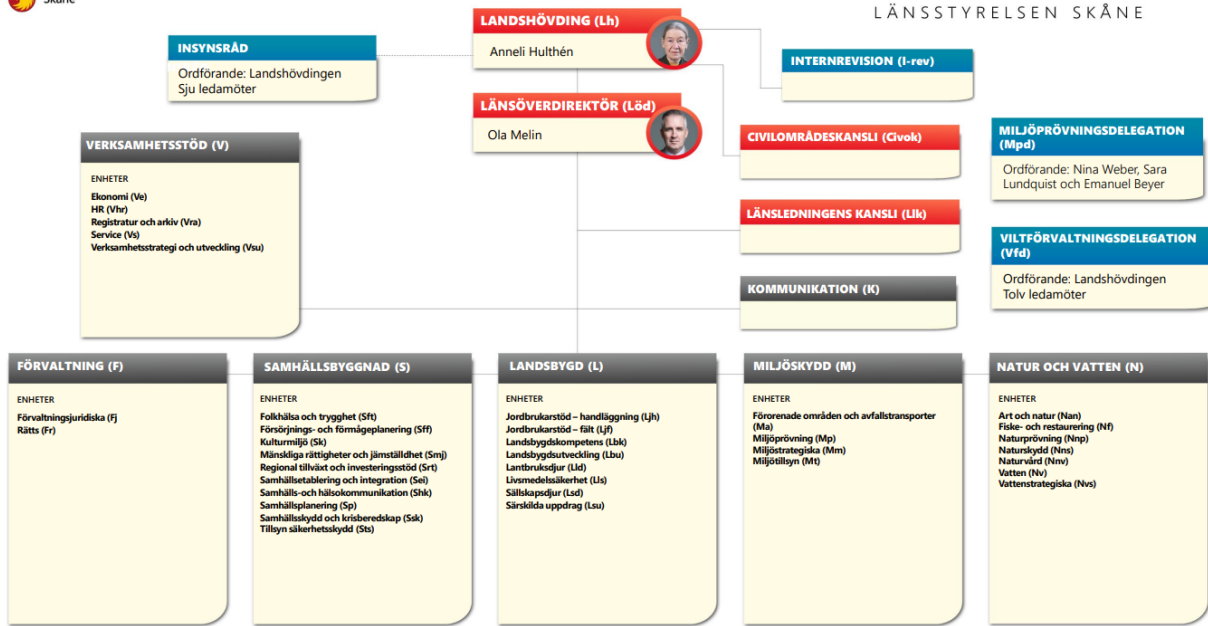 Skåne
LÄNSSTYRELSEN SKÅNE
LANDSHÖVDING (Lh)
Anneli Hulthén
INSYNSRÅD
Ordförande: Landshövdingen
Sju ledamöter
INTERNREVISION (I-rev)
LÄNSÖVERDIREKTÖR (Löd)
Ola Melin
CIVILOMRÅDESKANSLI (Civok)
MILJÖPRÖVNINGSDELEGATION
(Mpd)
Ordförande: Nina Weber, Sara
Lundquist och Emanuel Beyer
VERKSAMHETSSTÖD (V)
ENHETER
Ekonomi (Ve)
HR (Vhr)
Registratur och arkiv (Vra)
Service (Vs)
Verksamhetsstrategi och utveckling (Vsu)
LÄNSLEDNINGENS KANSLI (Llk)
VILTFÖRVALTNINGSDELEGATION
(Vfd)
Ordförande: Landshövdingen
Tolv ledamöter
KOMMUNIKATION (K)
FÖRVALTNING (F)
ENHETER
Förvaltningsjuridiska (Fj
Rätts (Fr)
SAMHÄLLSBYGGNAD (S)
ENHETER
Folkhälsa och trygghet (Sft)
Försörjnings- och förmågeplanering (Sff)
Kulturmiljö (Sk)
Mänskliga rättigheter och jämställdhet (Smj)
Regional tillväxt och investeringsstöd (Srt)
Samhällsetablering och integration (Sei)
Samhälls-och hälsokommunikation (Shk)
Samhällsplanering (Sp)
Samhällsskydd och krisberedskap (Ssk)
Tillsyn säkerhetsskydd (Sts)
LANDSBYGD (L)
ENHETER
Jordbrukarstöd – handläggning (Ljh)
Jordbrukarstöd – fält (Ljf)
Landsbygdskompetens (Lbk)
Landsbygdsutveckling (Lbu)
Lantbruksdjur (Lld)
Livsmedelssäkerhet (Lls)
Sällskapsdjur (Lsd)
Särskilda uppdrag (Lsu)
MILJÖSKYDD (M)
ENHETER
Förorenade områden och avfallstransporter
(Ma)
Miljöprövning (Mp)
Miljöstrategiska (Mm)
Miljötillsyn (Mt)
NATUR OCH VATTEN (N)
ENHETER
Art och natur (Nan)
Fiske- och restaurering (Nf)
Naturprövning (Nnp)
Naturskydd (Nns)
Naturvård (Nnv)
Vatten (Nv)
Vattenstrategiska (Nvs)